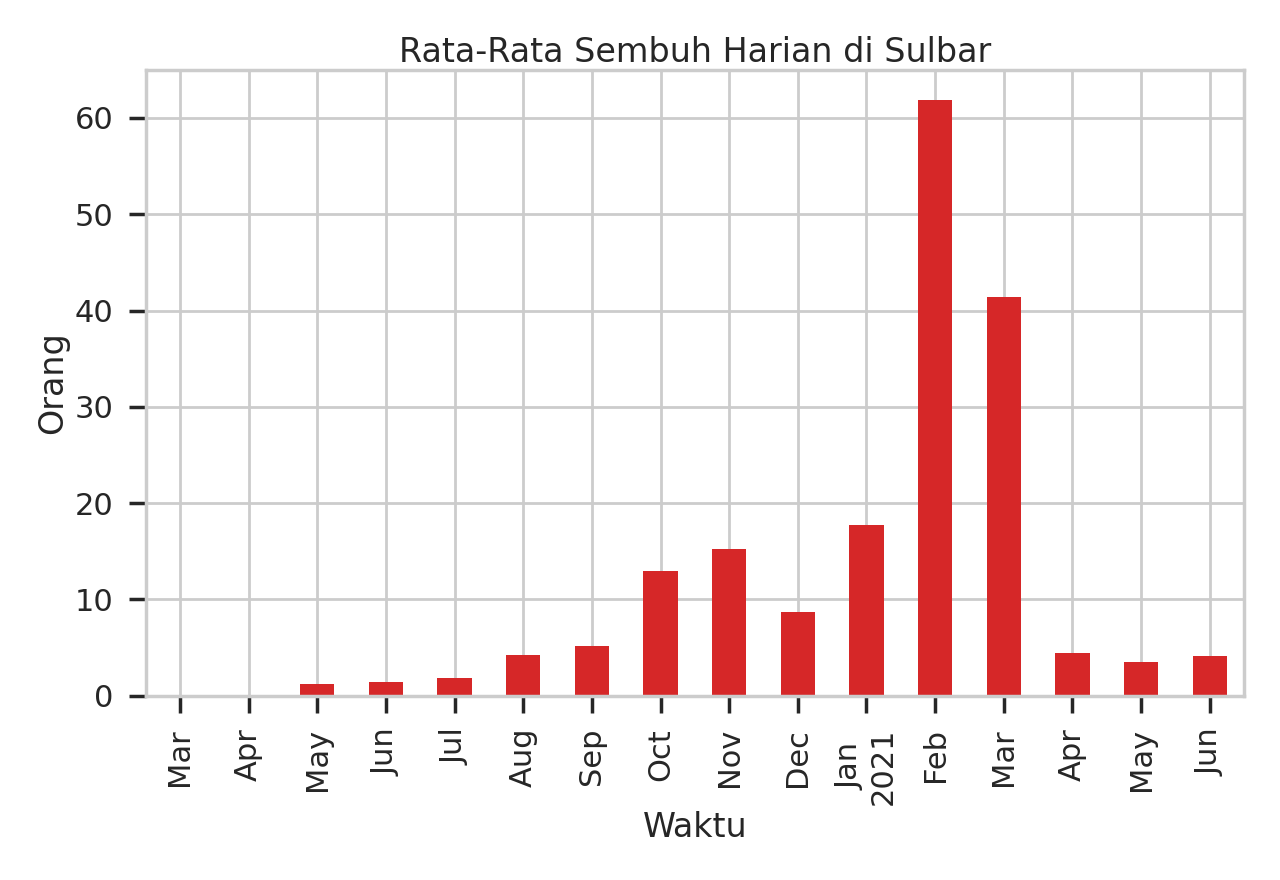 Rata-Rata Sembuh Harian di Sulbar
60
50
40
30
20
10
0
Orang
Mar
Apr
May
Jun
Jul
Aug
Sep
Oct
Nov
Dec
Jan
2021
Feb
Mar
Apr
May
Jun
Waktu